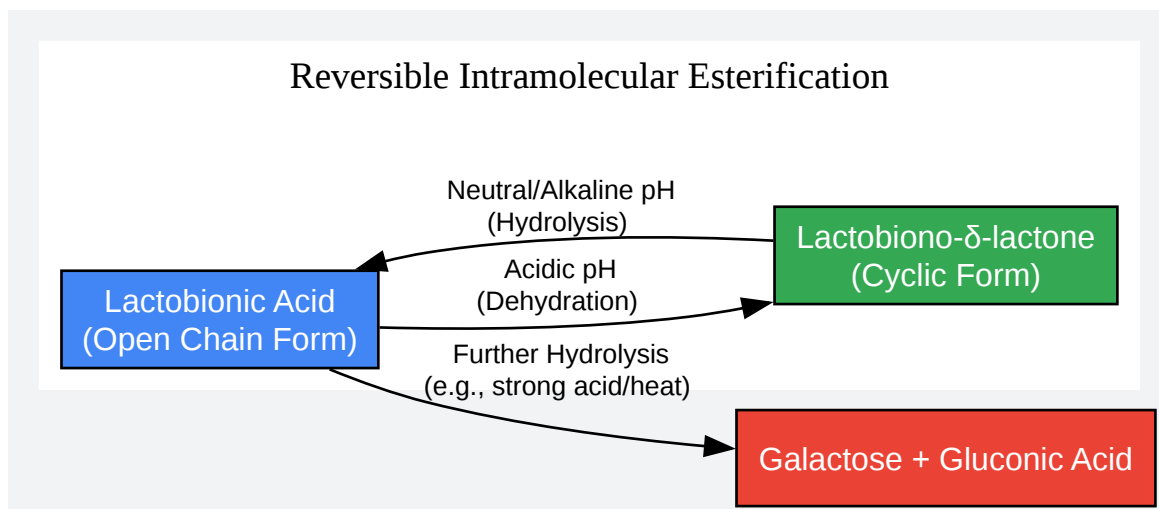 Reversible Intramolecular Esterification
Neutral/Alkaline pH
(Hydrolysis)
Lactobiono-δ-lactone
(Cyclic Form)
Acidic pH
(Dehydration)
Lactobionic Acid
(Open Chain Form)
Further Hydrolysis
(e.g., strong acid/heat)
Galactose + Gluconic Acid